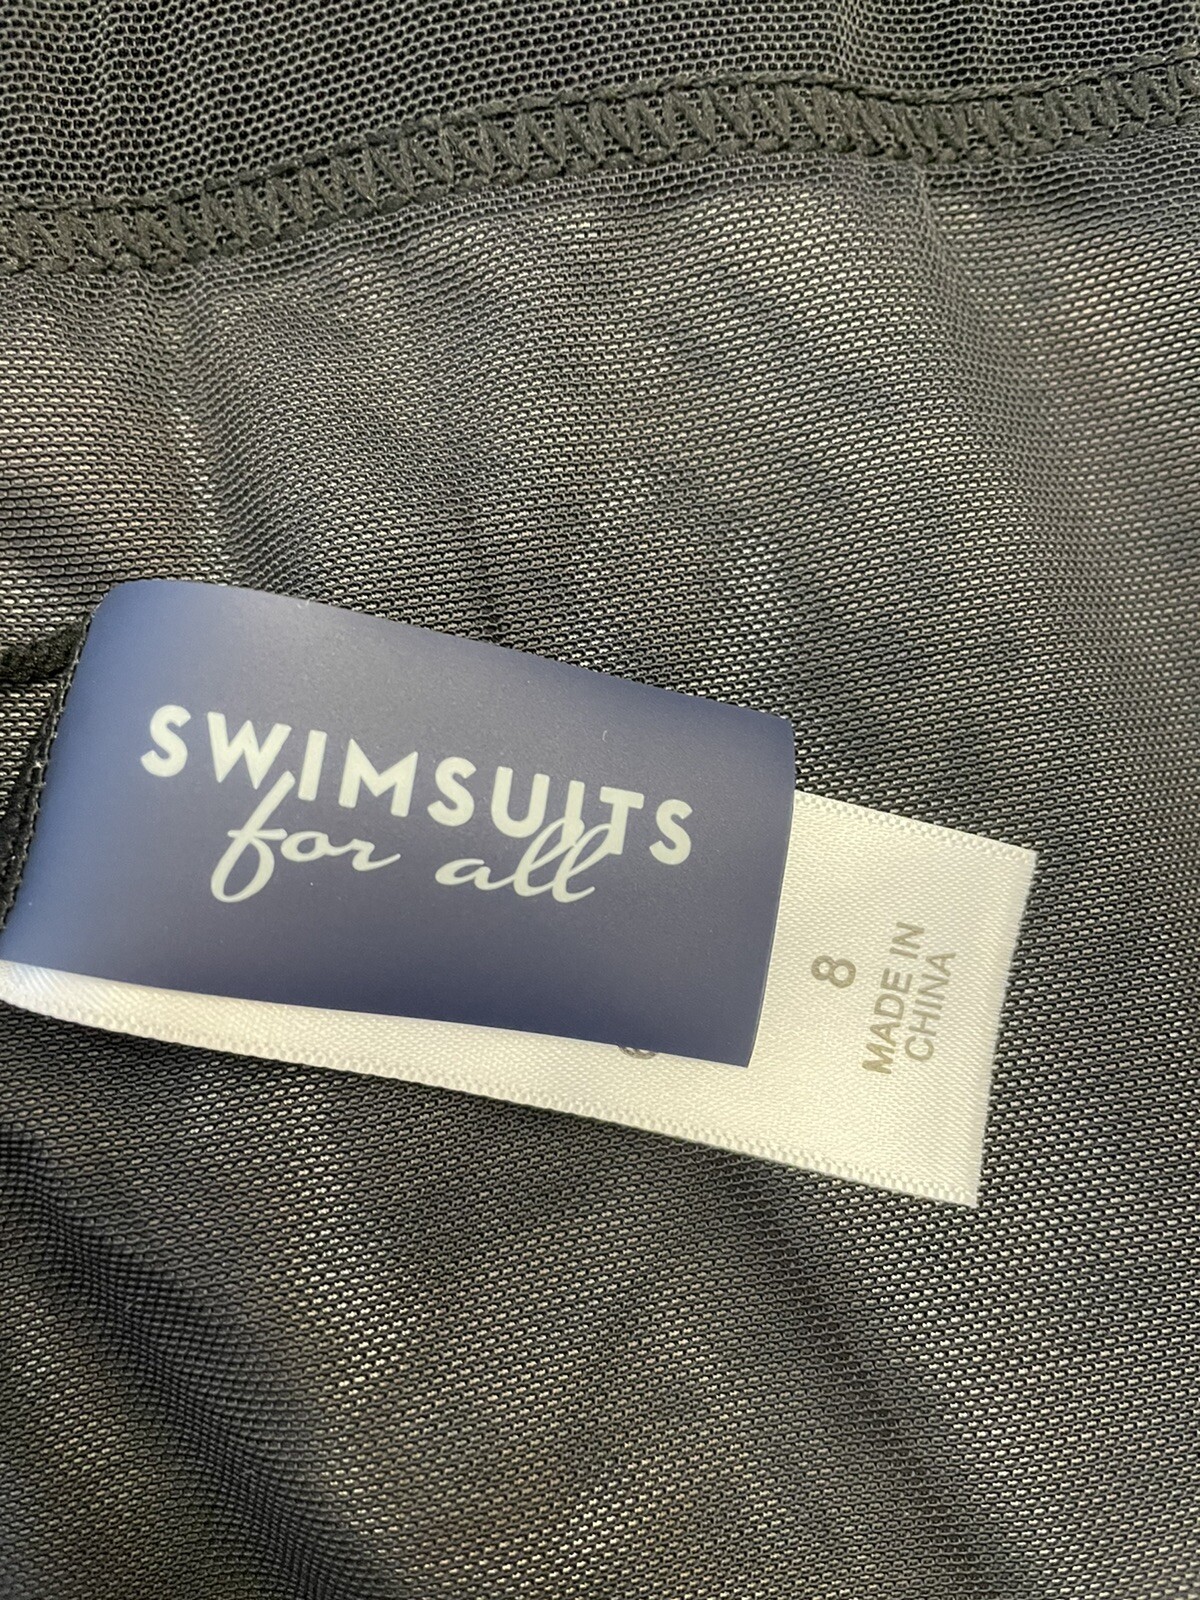 SWIMSUITS
for all
8
MADE IN
CHINA